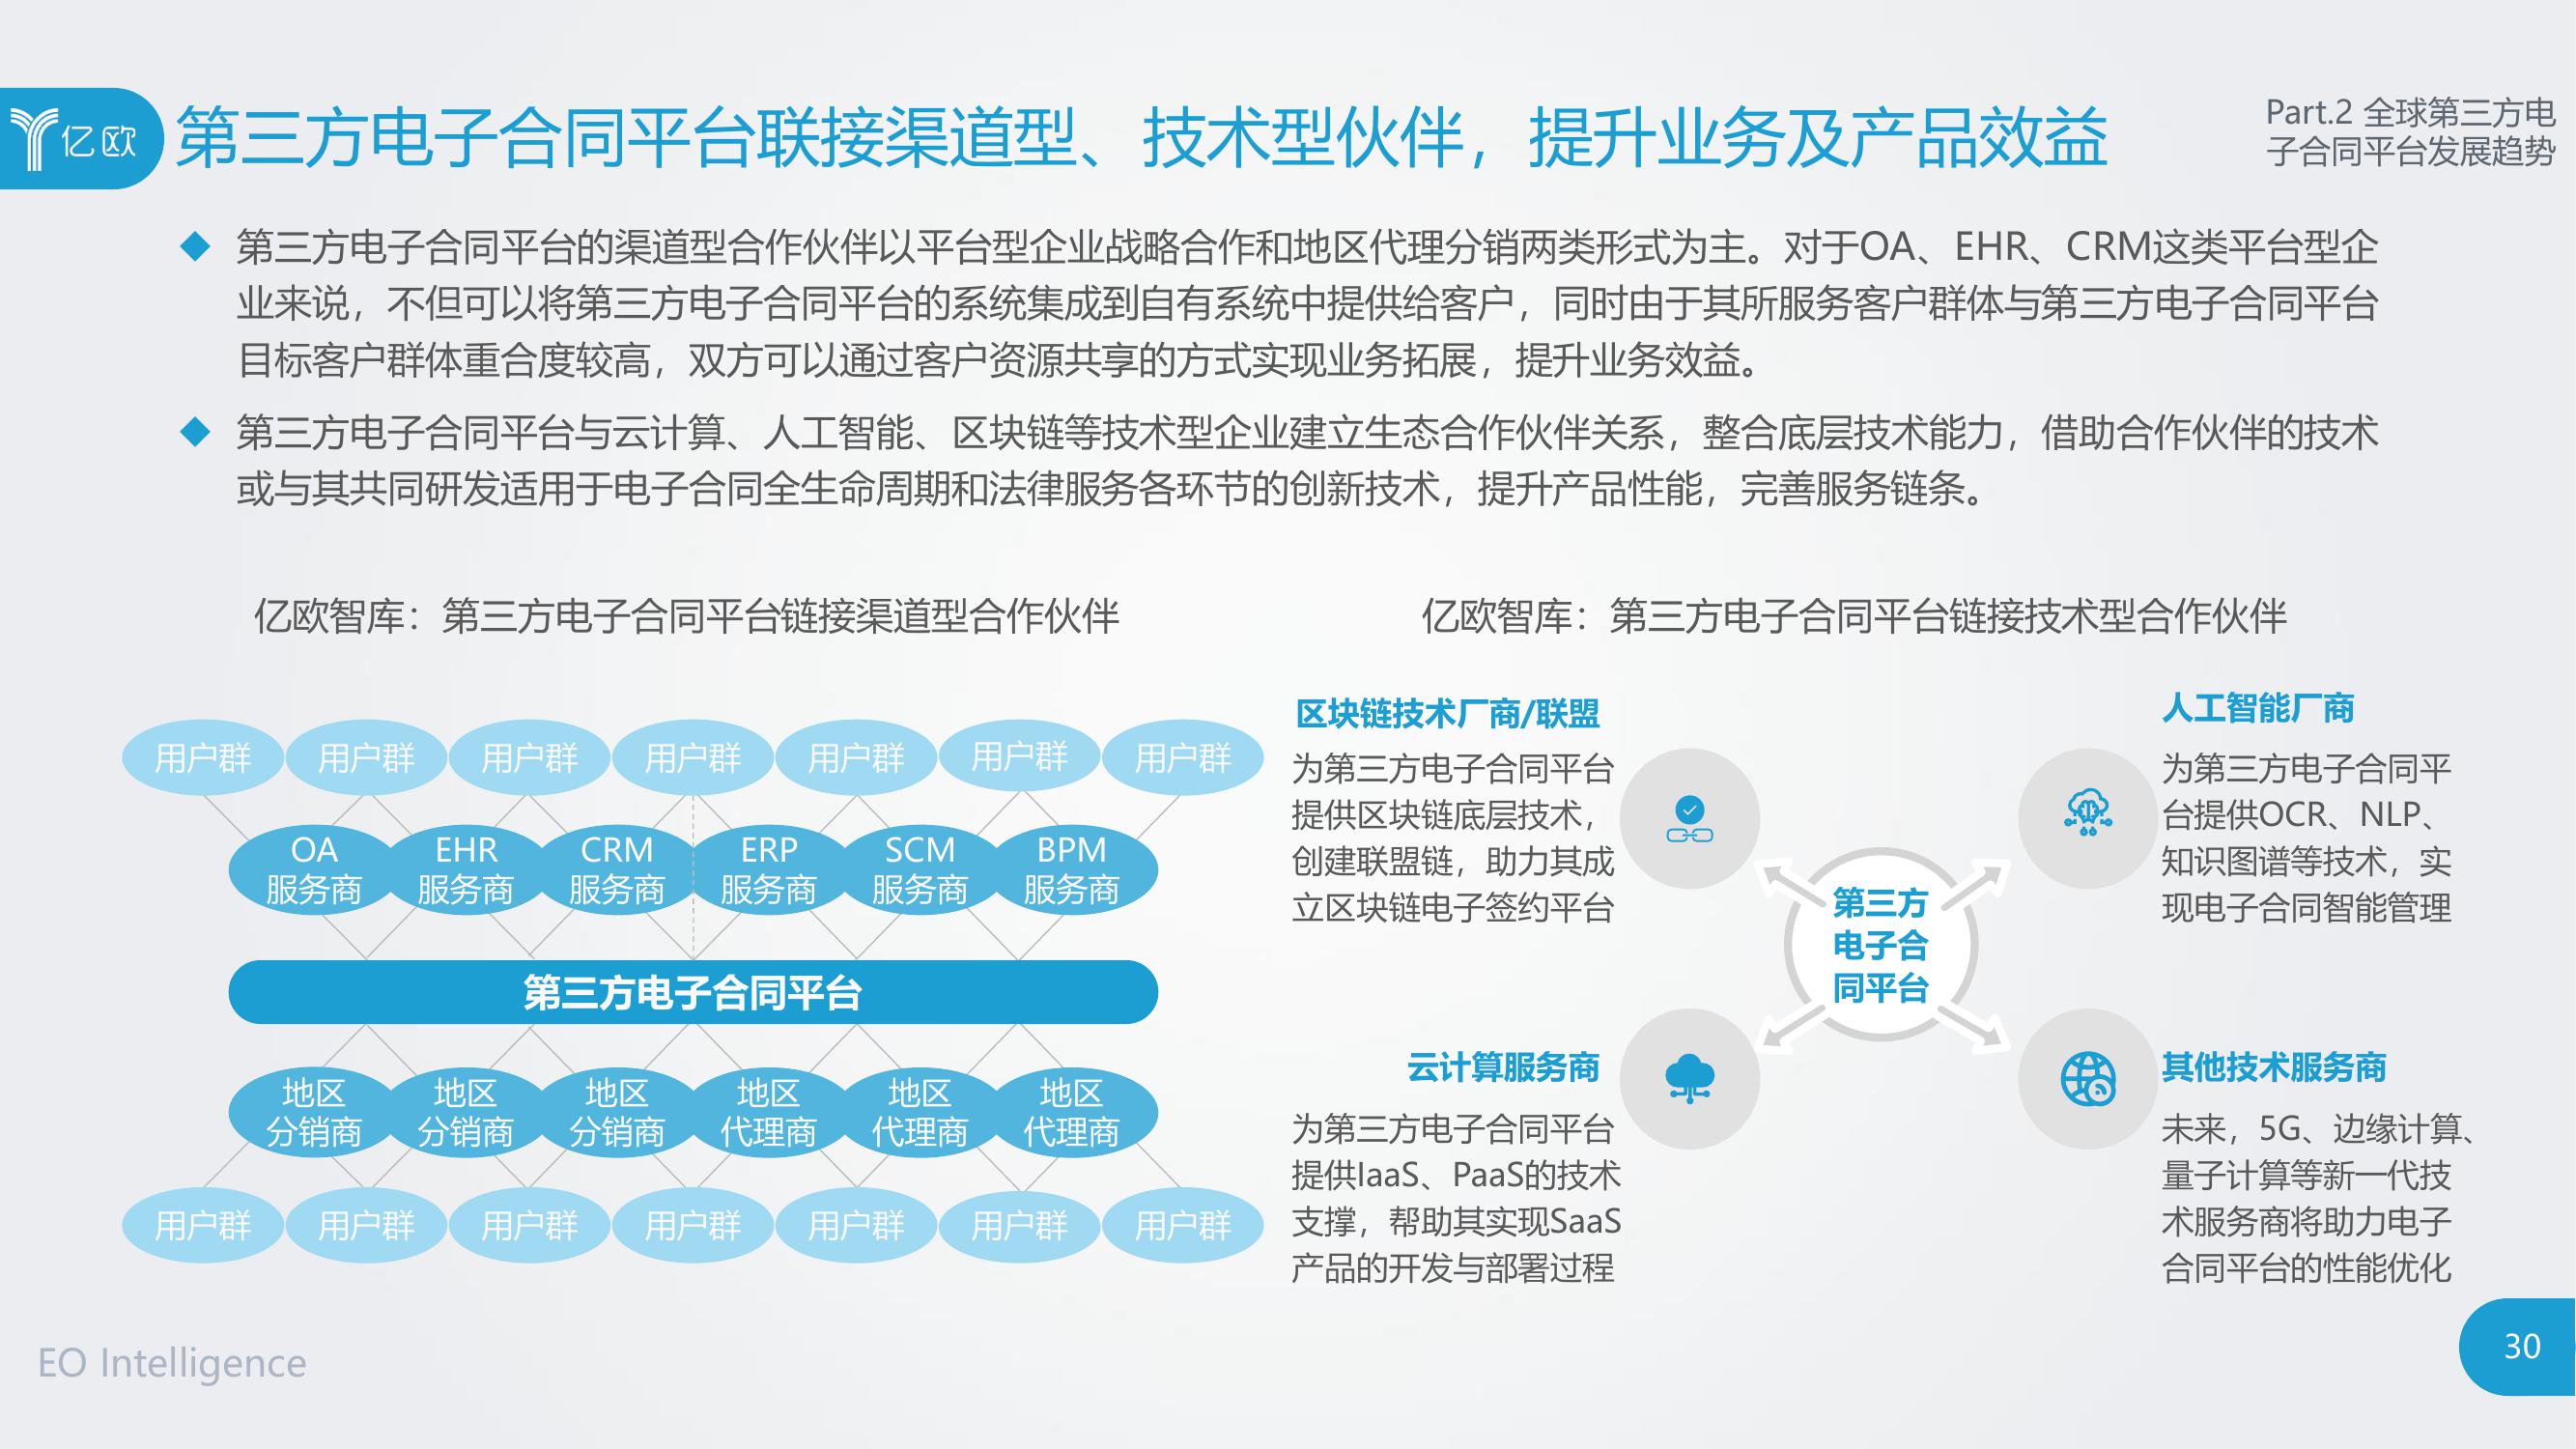 亿欧
第三方电子合同平台联接渠道型、技术型伙伴，提升业务及产品效益
Part.2 全球第三方电
子合同平台发展趋势
第三方电子合同平台的渠道型合作伙伴以平台型企业战略合作和地区代理分销两类形式为主。对于OA、EHR、CRM这类平台型企
业来说，不但可以将第三方电子合同平台的系统集成到自有系统中提供给客户，同时由于其所服务客户群体与第三方电子合同平台
目标客户群体重合度较高，双方可以通过客户资源共享的方式实现业务拓展，提升业务效益。
第三方电子合同平台与云计算、人工智能、区块链等技术型企业建立生态合作伙伴关系，整合底层技术能力，借助合作伙伴的技术
或与其共同研发适用于电子合同全生命周期和法律服务各环节的创新技术，提升产品性能，完善服务链条。
亿欧智库：第三方电子合同平台链接渠道型合作伙伴
用户群 用户群 用户群 用户群 用户群 用户群 用户群
OA EHR CRM ERP SCM BPM
服务商 服务商 服务商 服务商 服务商 服务商
第三方电子合同平台
地区 地区 地区 地区 地区 地区
分销商 分销商 分销商 代理商 代理商 代理商
用户群 用户群 用户群 用户群 用户群 用户群 用户群
亿欧智库：第三方电子合同平台链接技术型合作伙伴
区块链技术厂商/联盟
为第三方电子合同平台
提供区块链底层技术，
创建联盟链，助力其成
立区块链电子签约平台
人工智能厂商
为第三方电子合同平
台提供OCR、NLP、
知识图谱等技术，实
现电子合同智能管理
第三方
电子合
同平台
云计算服务商
为第三方电子合同平台
提供IaaS、PaaS的技术
支撑，帮助其实现SaaS
产品的开发与部署过程
其他技术服务商
未来，5G、边缘计算、
量子计算等新一代技
术服务商将助力电子
合同平台的性能优化
EO Intelligence
30